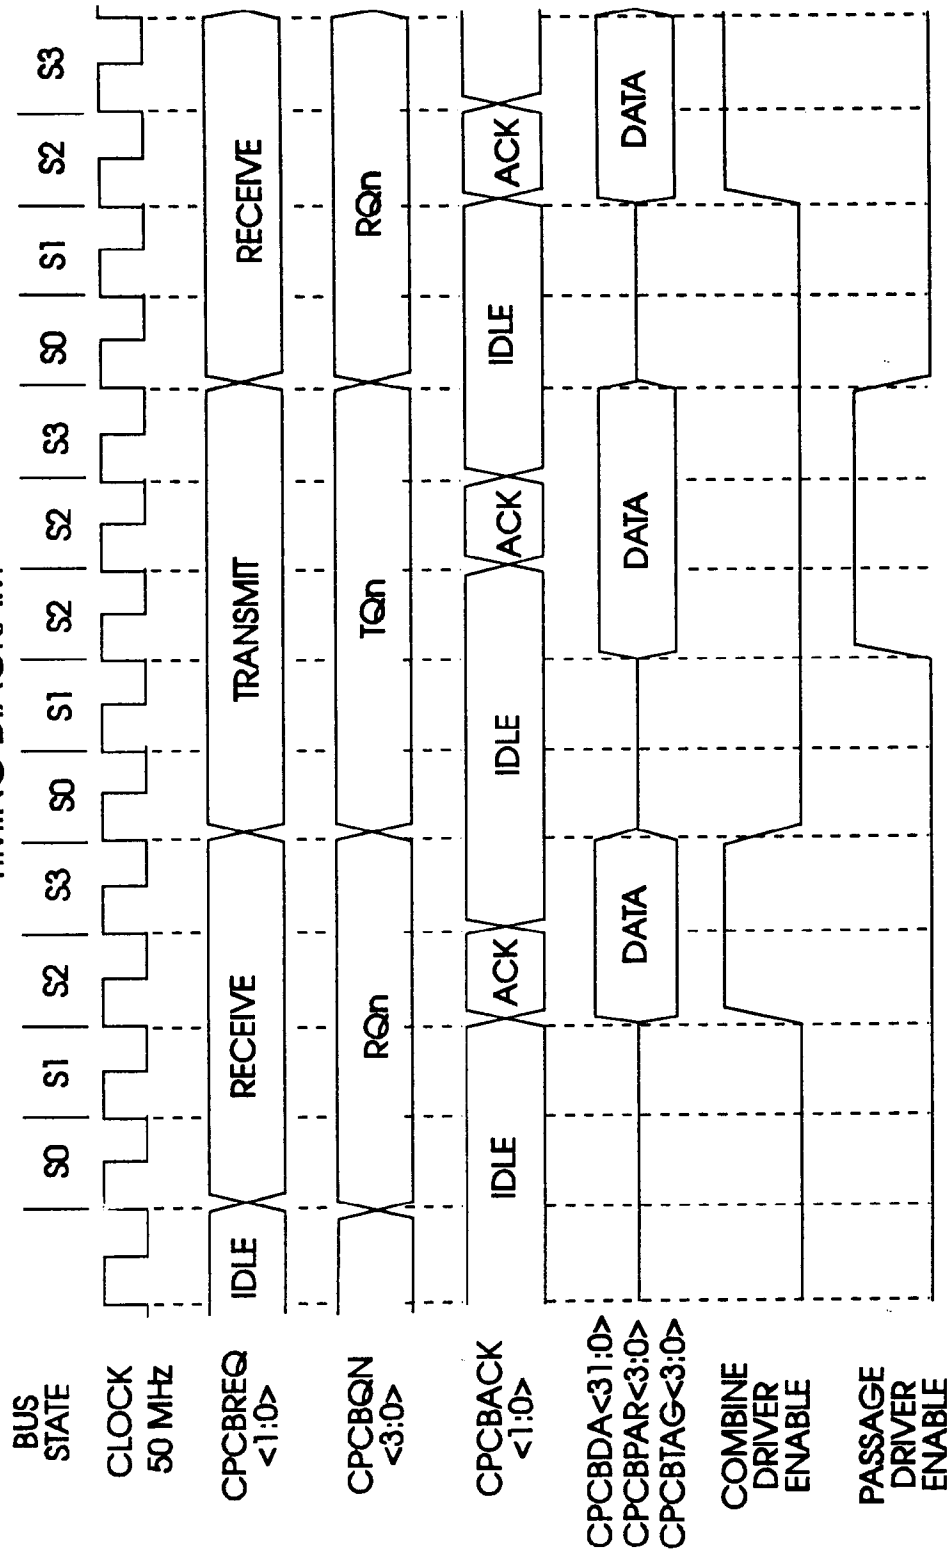 TIMING DIAGRAM
BUS
STATE
S0 S1 S2 S3 S0 S1 S2 S2 S3 S0 S1 S2 S3
CLOCK
50 MHz
CPCBREQ
<1:0>
IDLE RECEIVE TRANSMIT RECEIVE
CPCBQN
<3:0>
RQn TQn RQn
CPCBACK
<1:0>
IDLE ACK IDLE ACK IDLE ACK
CPCBDA<31:0>
CPCBPAR<3:0>
CPCBTAG<3:0>
DATA DATA DATA
COMBINE
DRIVER
ENABLE
PASSAGE
DRIVER
ENABLE